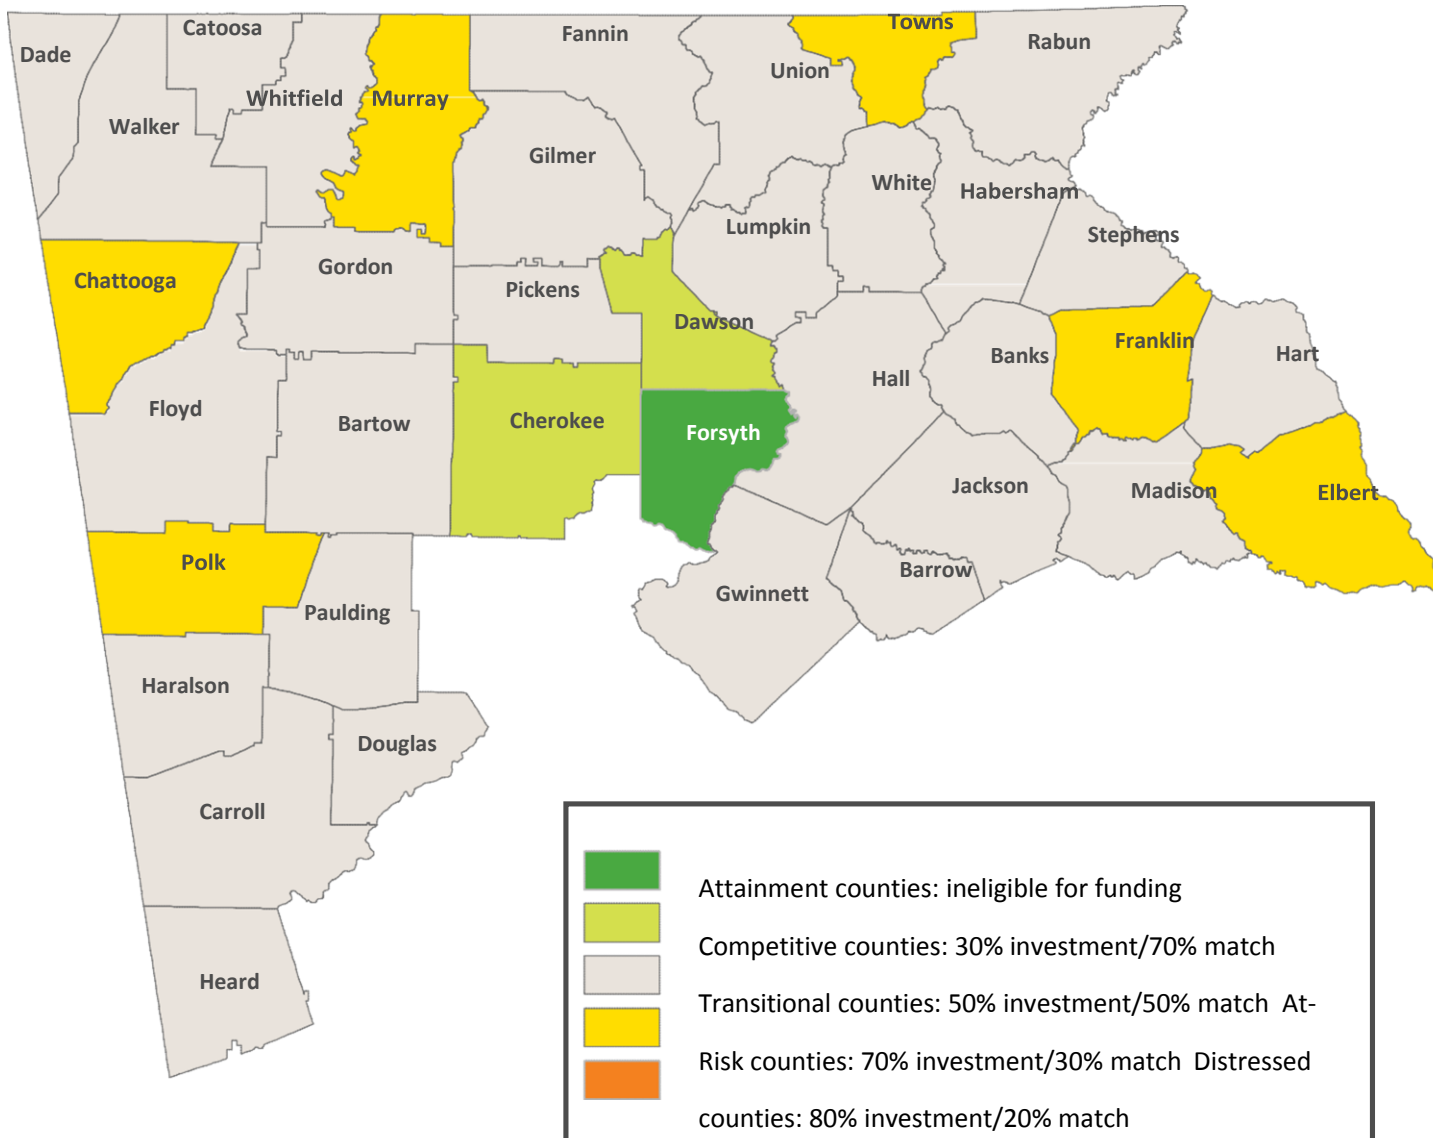 Towns
Catoosa
Fannin
Rabun
Dade
Union
Whitfield
Murray
Walker
Gilmer
White
Habersham
Lumpkin
Stephens
Gordon
Chattooga
Pickens
Dawson
Franklin
Hart
Banks
Hall
Floyd
Cherokee
Bartow
Forsyth
Jackson
Madison
Elbert
Polk
Barrow
Gwinnett
Paulding
Haralson
Douglas
Carroll
Heard
Attainment counties: ineligible for funding
Competitive counties: 30% investment/70% match
Transitional counties: 50% investment/50% match At-
Risk counties: 70% investment/30% match Distressed
counties: 80% investment/20% match